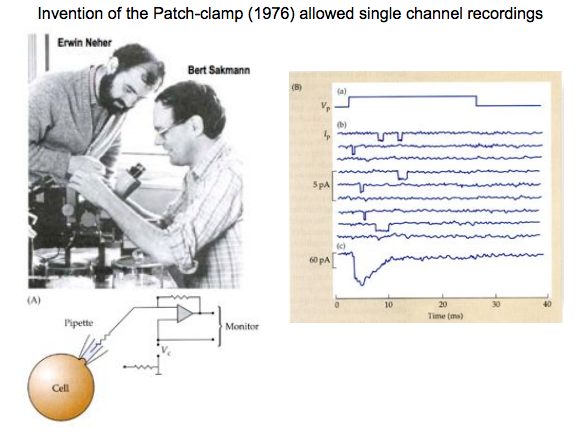 Invention of the Patch-clamp (1976) allowed single channel recordings
Erwin Neher
Bert Sakmann
(A)
Pipette
Cell
Monitor
Vc
(B)
(a)
Vp
(b)
Ip
5 pA
(c)
60 pA
0 10 20 30 40
Time (ms)